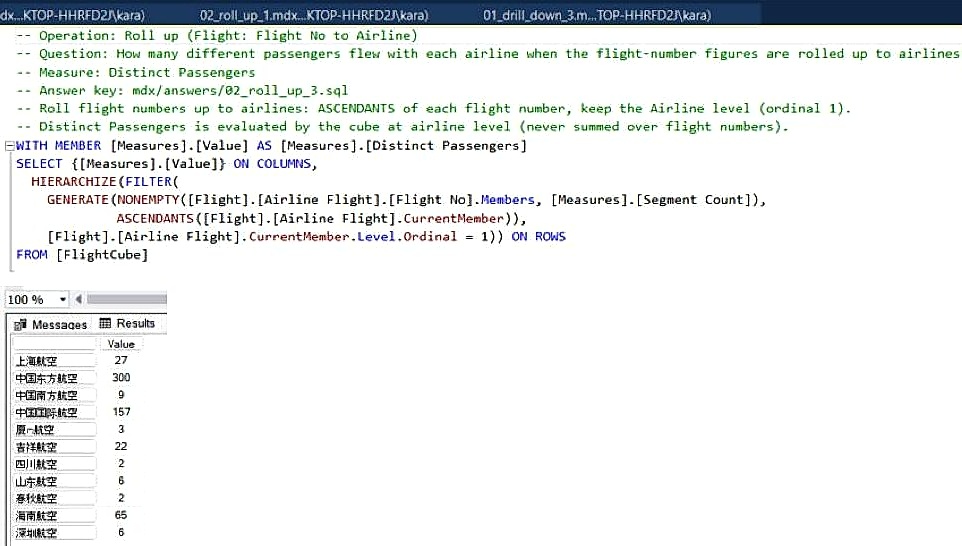 dx...KTOP-HHRFD2J\kara) 02_roll_up_1.mdx...KTOP-HHRFD2J\kara) 01_drill_down_3.m...TOP-HHRFD2J\kara)
-- Operation: Roll up (Flight: Flight No to Airline)
-- Question: How many different passengers flew with each airline when the flight-number figures are rolled up to airlines
-- Measure: Distinct Passengers
-- Answer key: mdx/answers/02_roll_up_3.sql
-- Roll flight numbers up to airlines: ASCENDANTS of each flight number, keep the Airline level (ordinal 1).
-- Distinct Passengers is evaluated by the cube at airline level (never summed over flight numbers).
WITH MEMBER [Measures].[Value] AS [Measures].[Distinct Passengers]
SELECT {[Measures].[Value]} ON COLUMNS,
HIERARCHIZE(FILTER(
GENERATE(NONEMPTY([Flight].[Airline Flight].[Flight No].Members, [Measures].[Segment Count]),
ASCENDANTS([Flight].[Airline Flight].CurrentMember)),
[Flight].[Airline Flight].CurrentMember.Level.Ordinal = 1)) ON ROWS
FROM [FlightCube]
100 %
Messages Results
Value
上海航空 27
中国东方航空 300
中国南方航空 9
中国国际航空 157
厦门航空 3
吉祥航空 22
四川航空 2
山东航空 6
春秋航空 2
海南航空 65
深圳航空 6